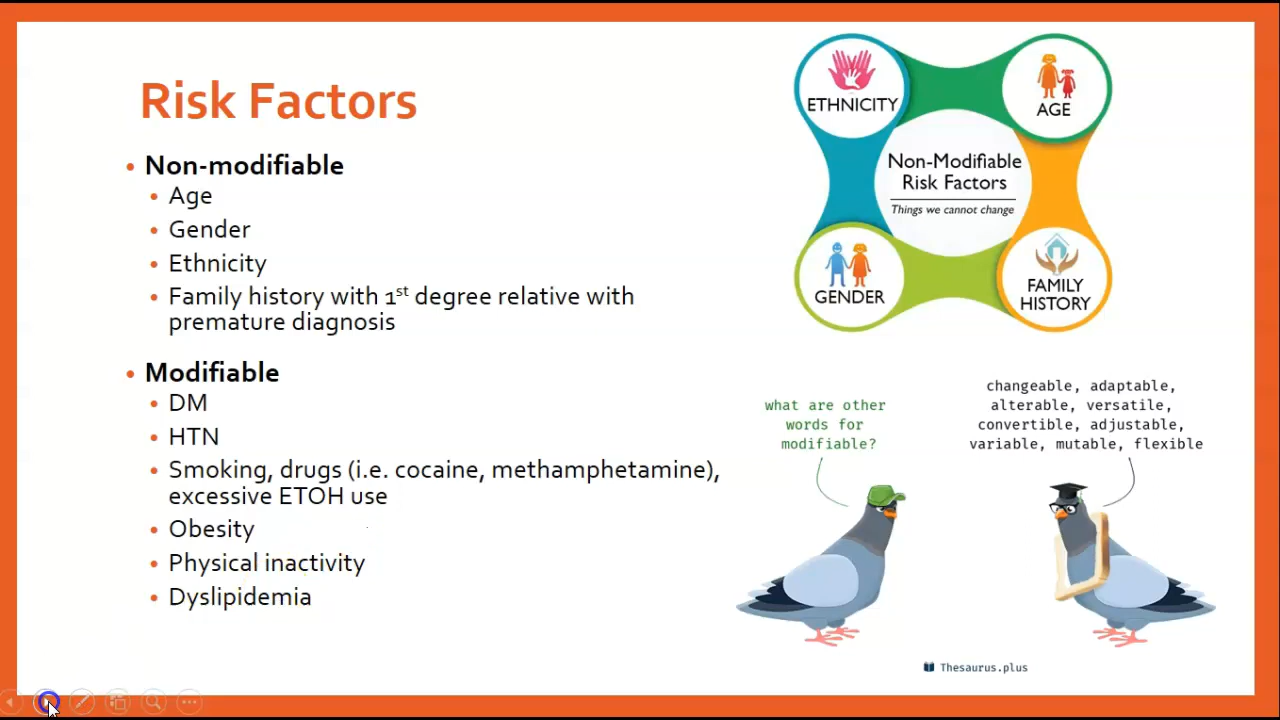 Risk Factors
• Non-modifiable
• Age
• Gender
• Ethnicity
• Family history with 1st degree relative with
premature diagnosis
• Modifiable
• DM
• HTN
• Smoking, drugs (i.e. cocaine, methamphetamine),
excessive ETOH use
• Obesity
• Physical inactivity
• Dyslipidemia
ETHNICITY
AGE
Non-Modifiable
Risk Factors
Things we cannot change
GENDER
FAMILY
HISTORY
what are other
words for
modifiable?
changeable, adaptable,
alterable, versatile,
convertible, adjustable,
variable, mutable, flexible
Thesaurus.plus